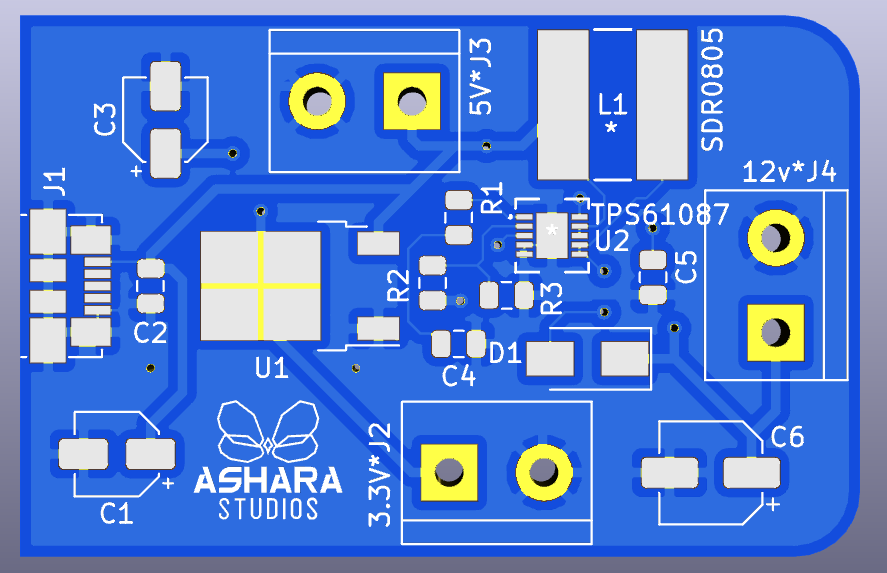 5V*J3
SDR0805
L1
*
C3
+
J1
12v*J4
R1
TPS61087
*
U2
R2
C5
R3
C2
D1
U1
C4
3.3V*J2
C6
ASHARA
STUDIOS
+
C1
+